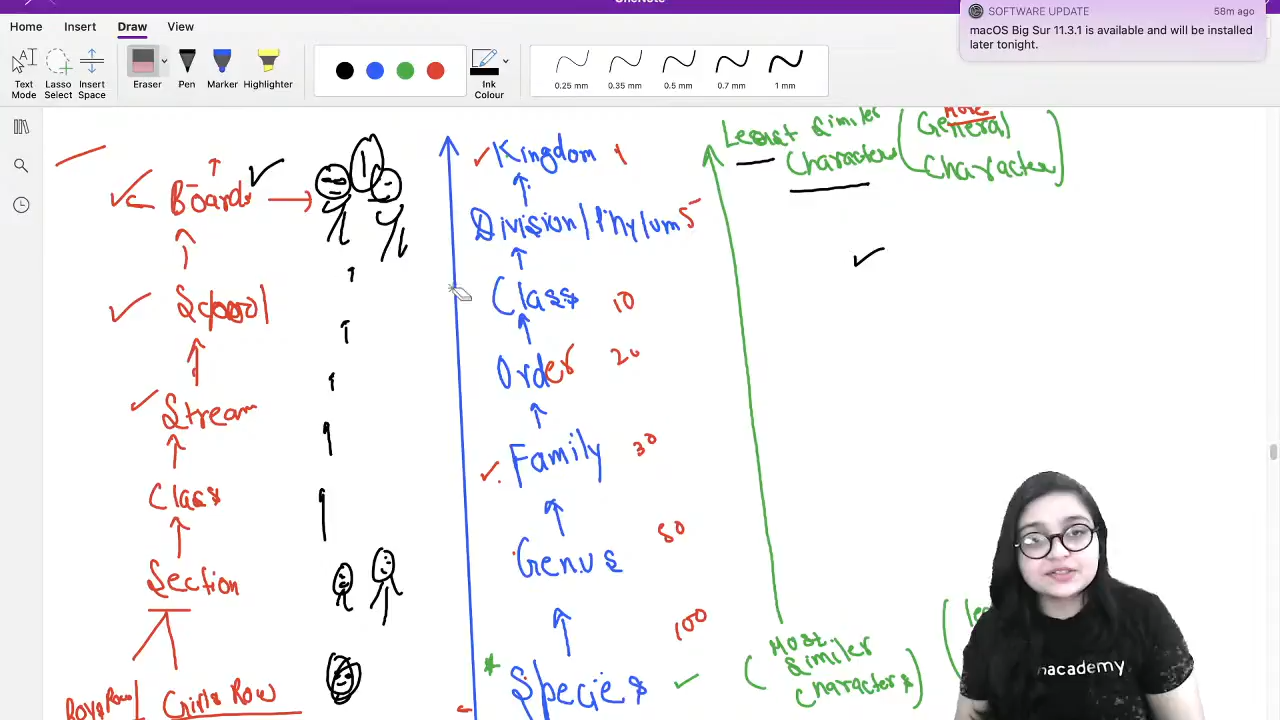 OneNote
SOFTWARE UPDATE 58m ago
macOS Big Sur 11.3.1 is available and will be installed
later tonight.
Home Insert Draw View
Text Mode
Lasso Select
Insert Space
Eraser
Pen
Marker
Highlighter
Ink Colour
0.25 mm
0.35 mm
0.5 mm
0.7 mm
1 mm
Board
School
Stream
Class
Section
Girls Row
Kingdom 1
Division/Phylum 5
Class 10
Order 20
Family 30
Genus 50
Species 100
Least Similer
Character
More
General
Character
Most
Similer
characters
nacademy